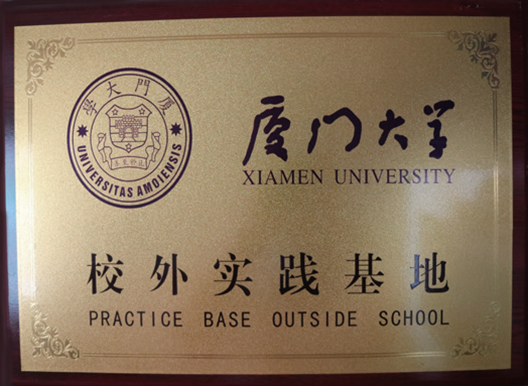 學大門廈
UNIVERSITAS AMOIENSIS
厦门大学
XIAMEN UNIVERSITY
校外实践基地
PRACTICE BASE OUTSIDE SCHOOL